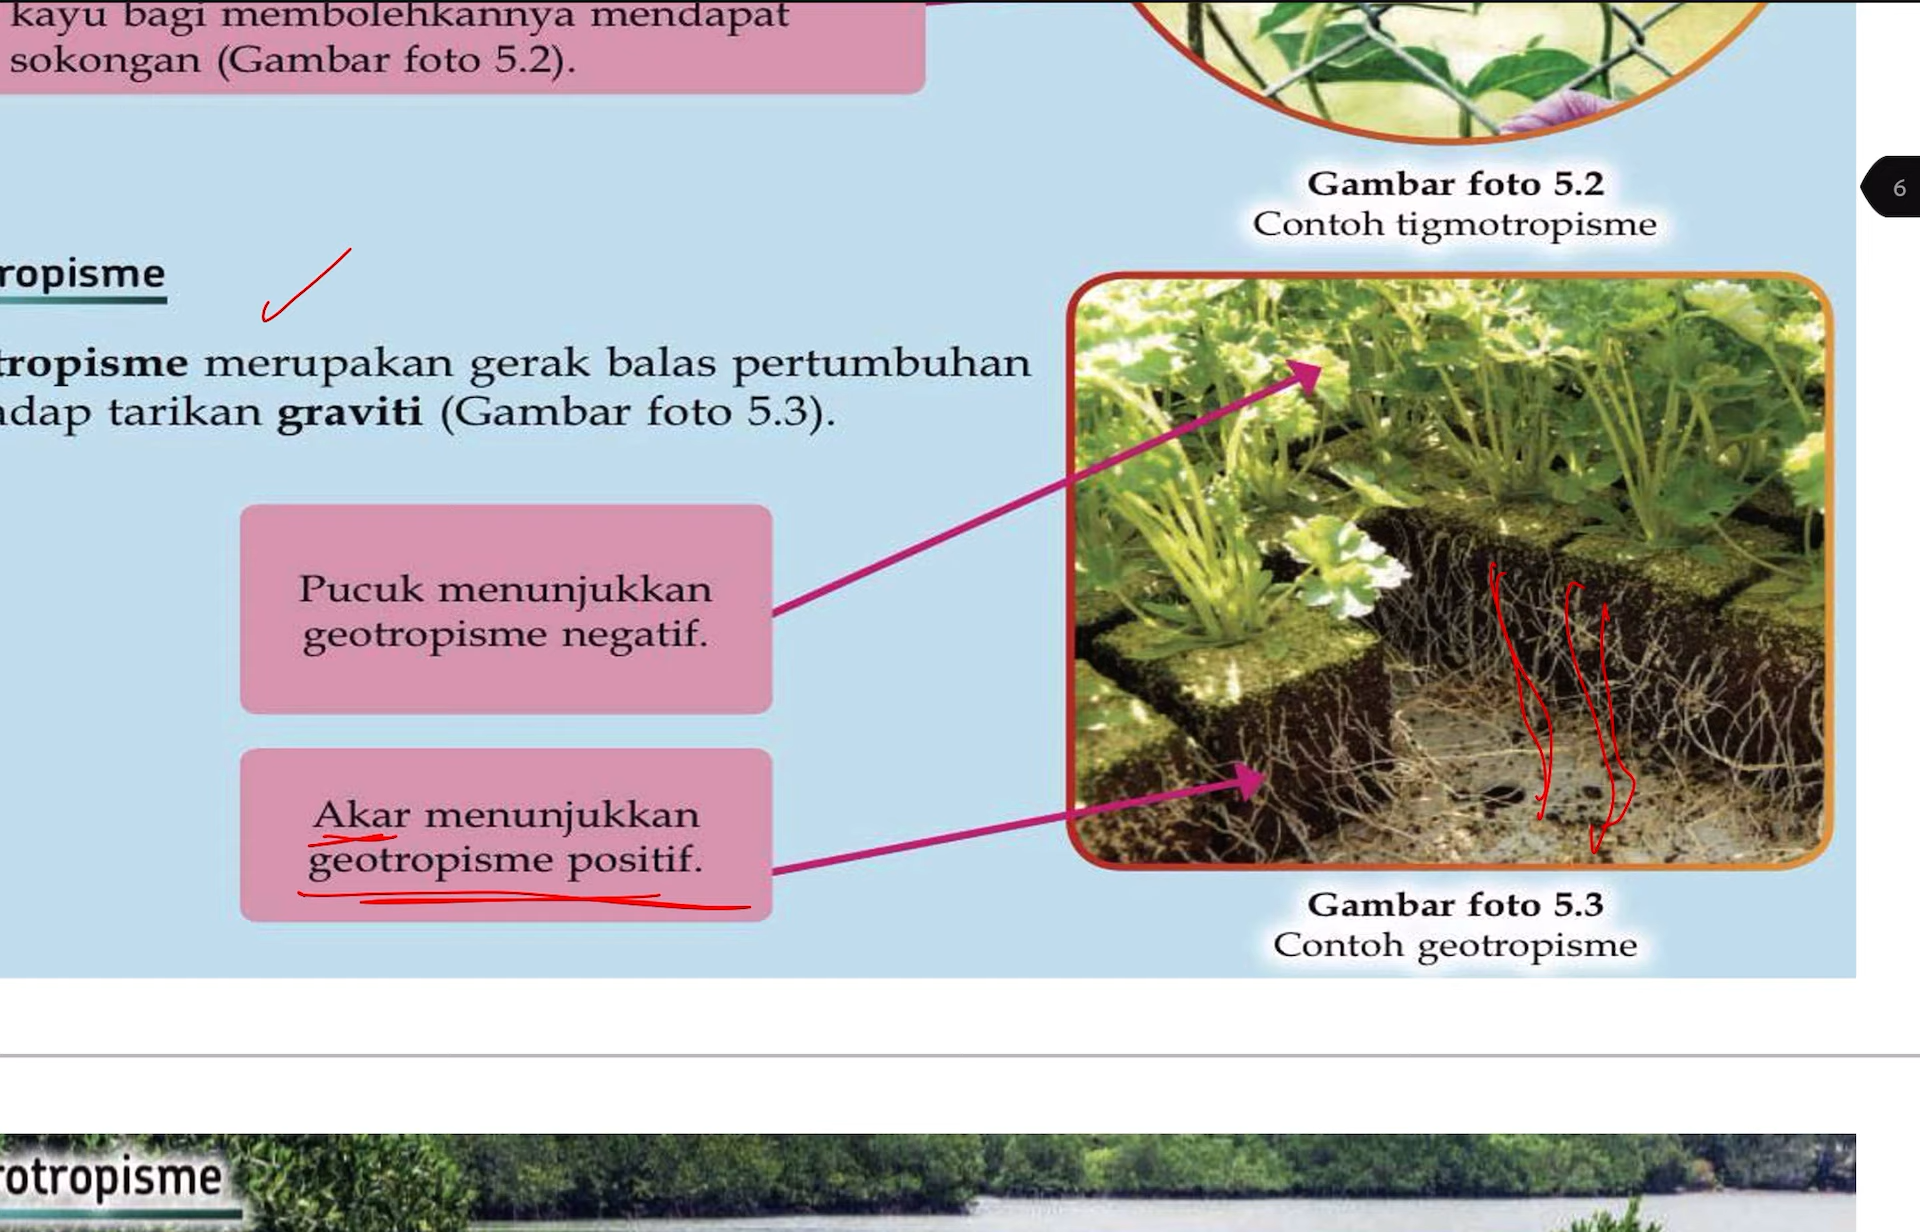 kayu bagi membolehkannya mendapat
sokongan (Gambar foto 5.2).
Gambar foto 5.2
Contoh tigmotropisme
6
ropisme
tropisme merupakan gerak balas pertumbuhan
adap tarikan graviti (Gambar foto 5.3).
Pucuk menunjukkan
geotropisme negatif.
Akar menunjukkan
geotropisme positif.
Gambar foto 5.3
Contoh geotropisme
rotropisme